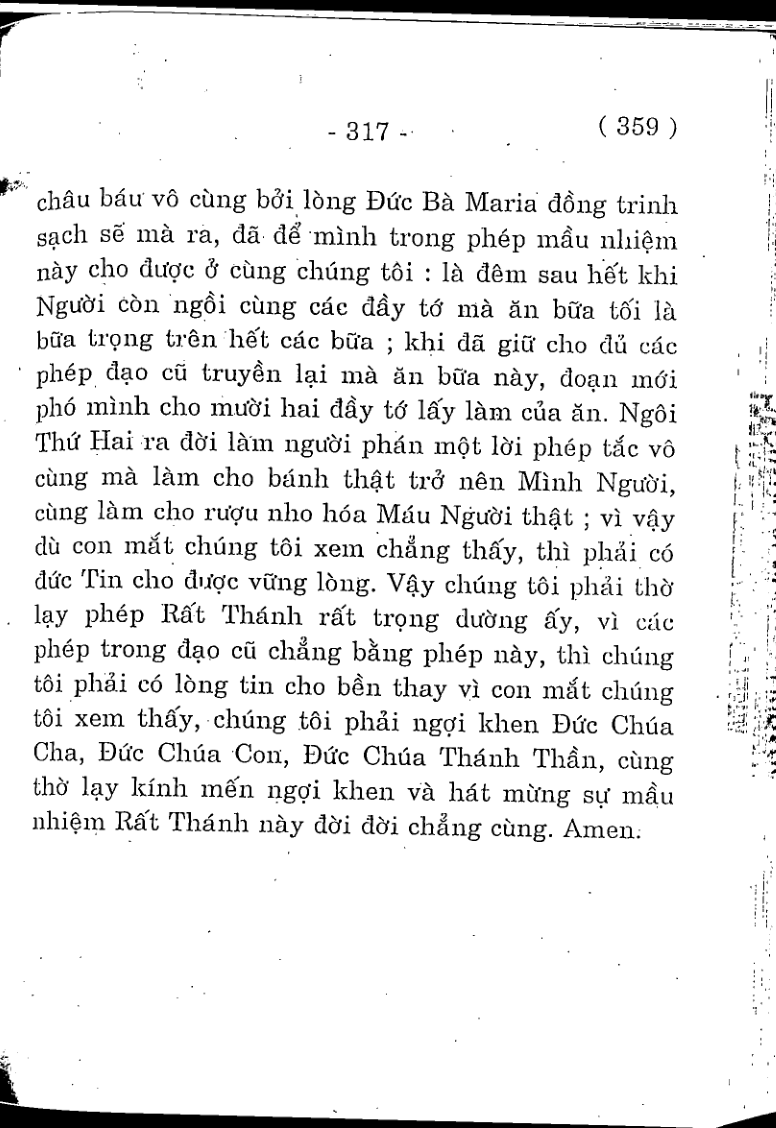 - 317 - ( 359 )
châu báu vô cùng bởi lòng Đức Bà Maria đồng trinh
sạch sẽ mà ra, đã để mình trong phép mầu nhiệm
này cho được ở cùng chúng tôi : là đêm sau hết khi
Người còn ngồi cùng các đầy tớ mà ăn bữa tối là
bữa trọng trên hết các bữa ; khi đã giữ cho đủ các
phép đạo cũ truyền lại mà ăn bữa này, đoạn mới
phó mình cho mười hai đầy tớ lấy làm của ăn. Ngôi
Thứ Hai ra đời làm người phán một lời phép tắc vô
cùng mà làm cho bánh thật trở nên Mình Người,
cùng làm cho rượu nho hóa Máu Người thật ; vì vậy
dù con mắt chúng tôi xem chẳng thấy, thì phải có
đức Tin cho được vững lòng. Vậy chúng tôi phải thờ
lạy phép Rất Thánh rất trọng dường ấy, vì các
phép trong đạo cũ chẳng bằng phép này, thì chúng
tôi phải có lòng tin cho bền thay vì con mắt chúng
tôi xem thấy, chúng tôi phải ngợi khen Đức Chúa
Cha, Đức Chúa Con, Đức Chúa Thánh Thần, cùng
thờ lạy kính mến ngợi khen và hát mừng sự mầu
nhiệm Rất Thánh này đời đời chẳng cùng. Amen.